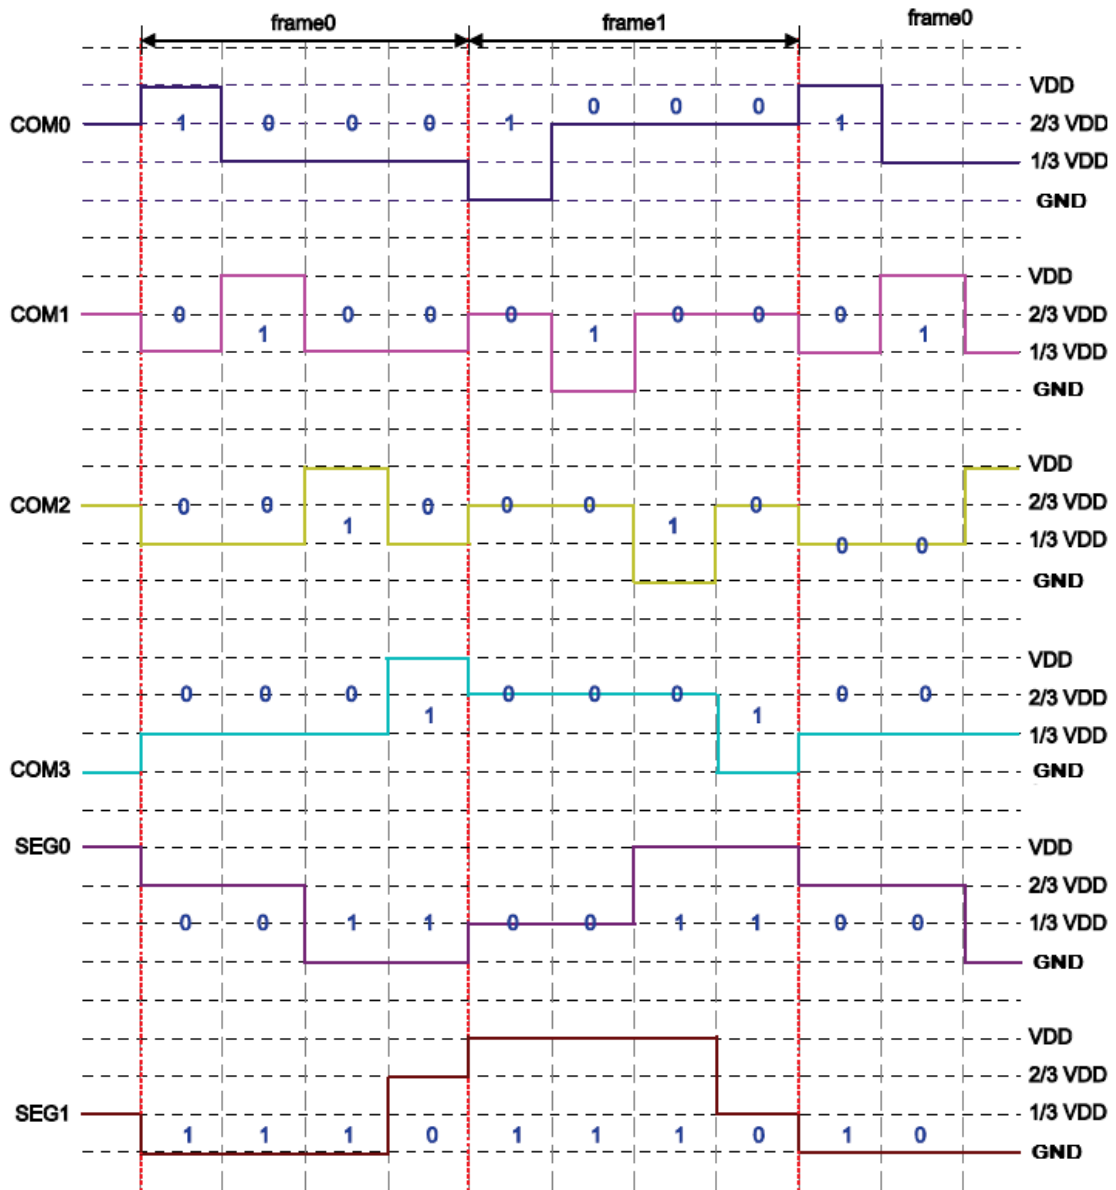 frame0 frame1 frame0
VDD
COM0 1 0 0 0 1 0 0 0 1 2/3 VDD
1/3 VDD
GND
VDD
COM1 0 1 0 0 0 1 0 0 0 1 2/3 VDD
1/3 VDD
GND
VDD
COM2 0 0 1 0 0 0 1 0 0 0 2/3 VDD
1/3 VDD
GND
VDD
0 0 0 1 0 0 0 1 0 0 2/3 VDD
1/3 VDD
COM3 GND
SEG0 VDD
2/3 VDD
0 0 1 1 0 0 1 1 0 0 1/3 VDD
GND
VDD
2/3 VDD
SEG1 1/3 VDD
1 1 1 0 1 1 1 0 1 0
GND